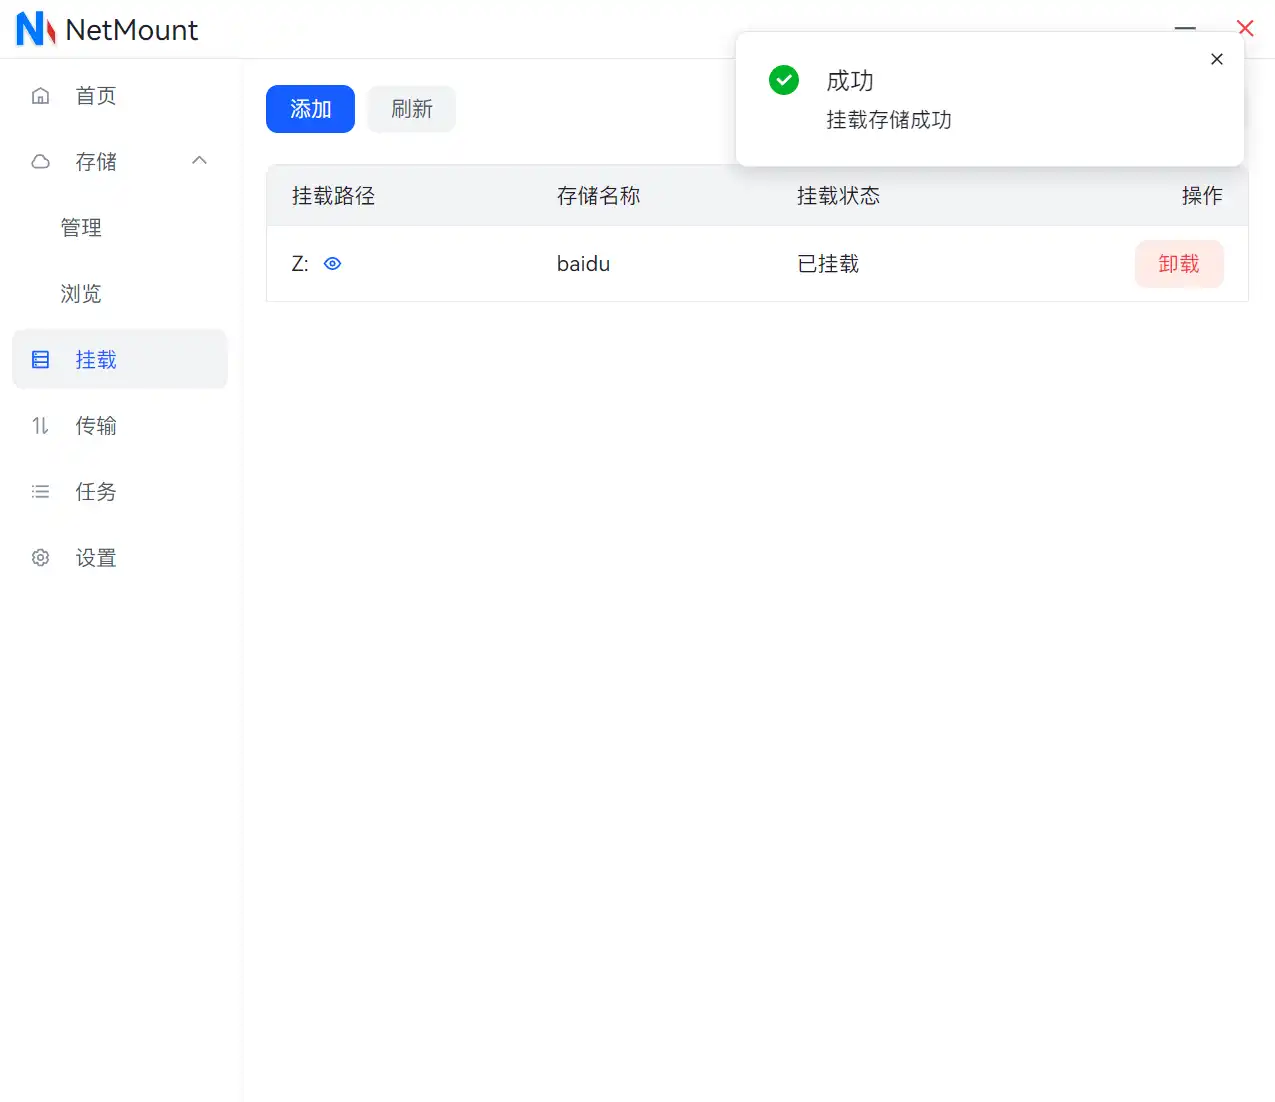 NetMount
成功
挂载存储成功
首页
存储
管理
浏览
挂载
传输
任务
设置
添加 刷新
挂载路径 存储名称 挂载状态 操作
Z: baidu 已挂载 卸载